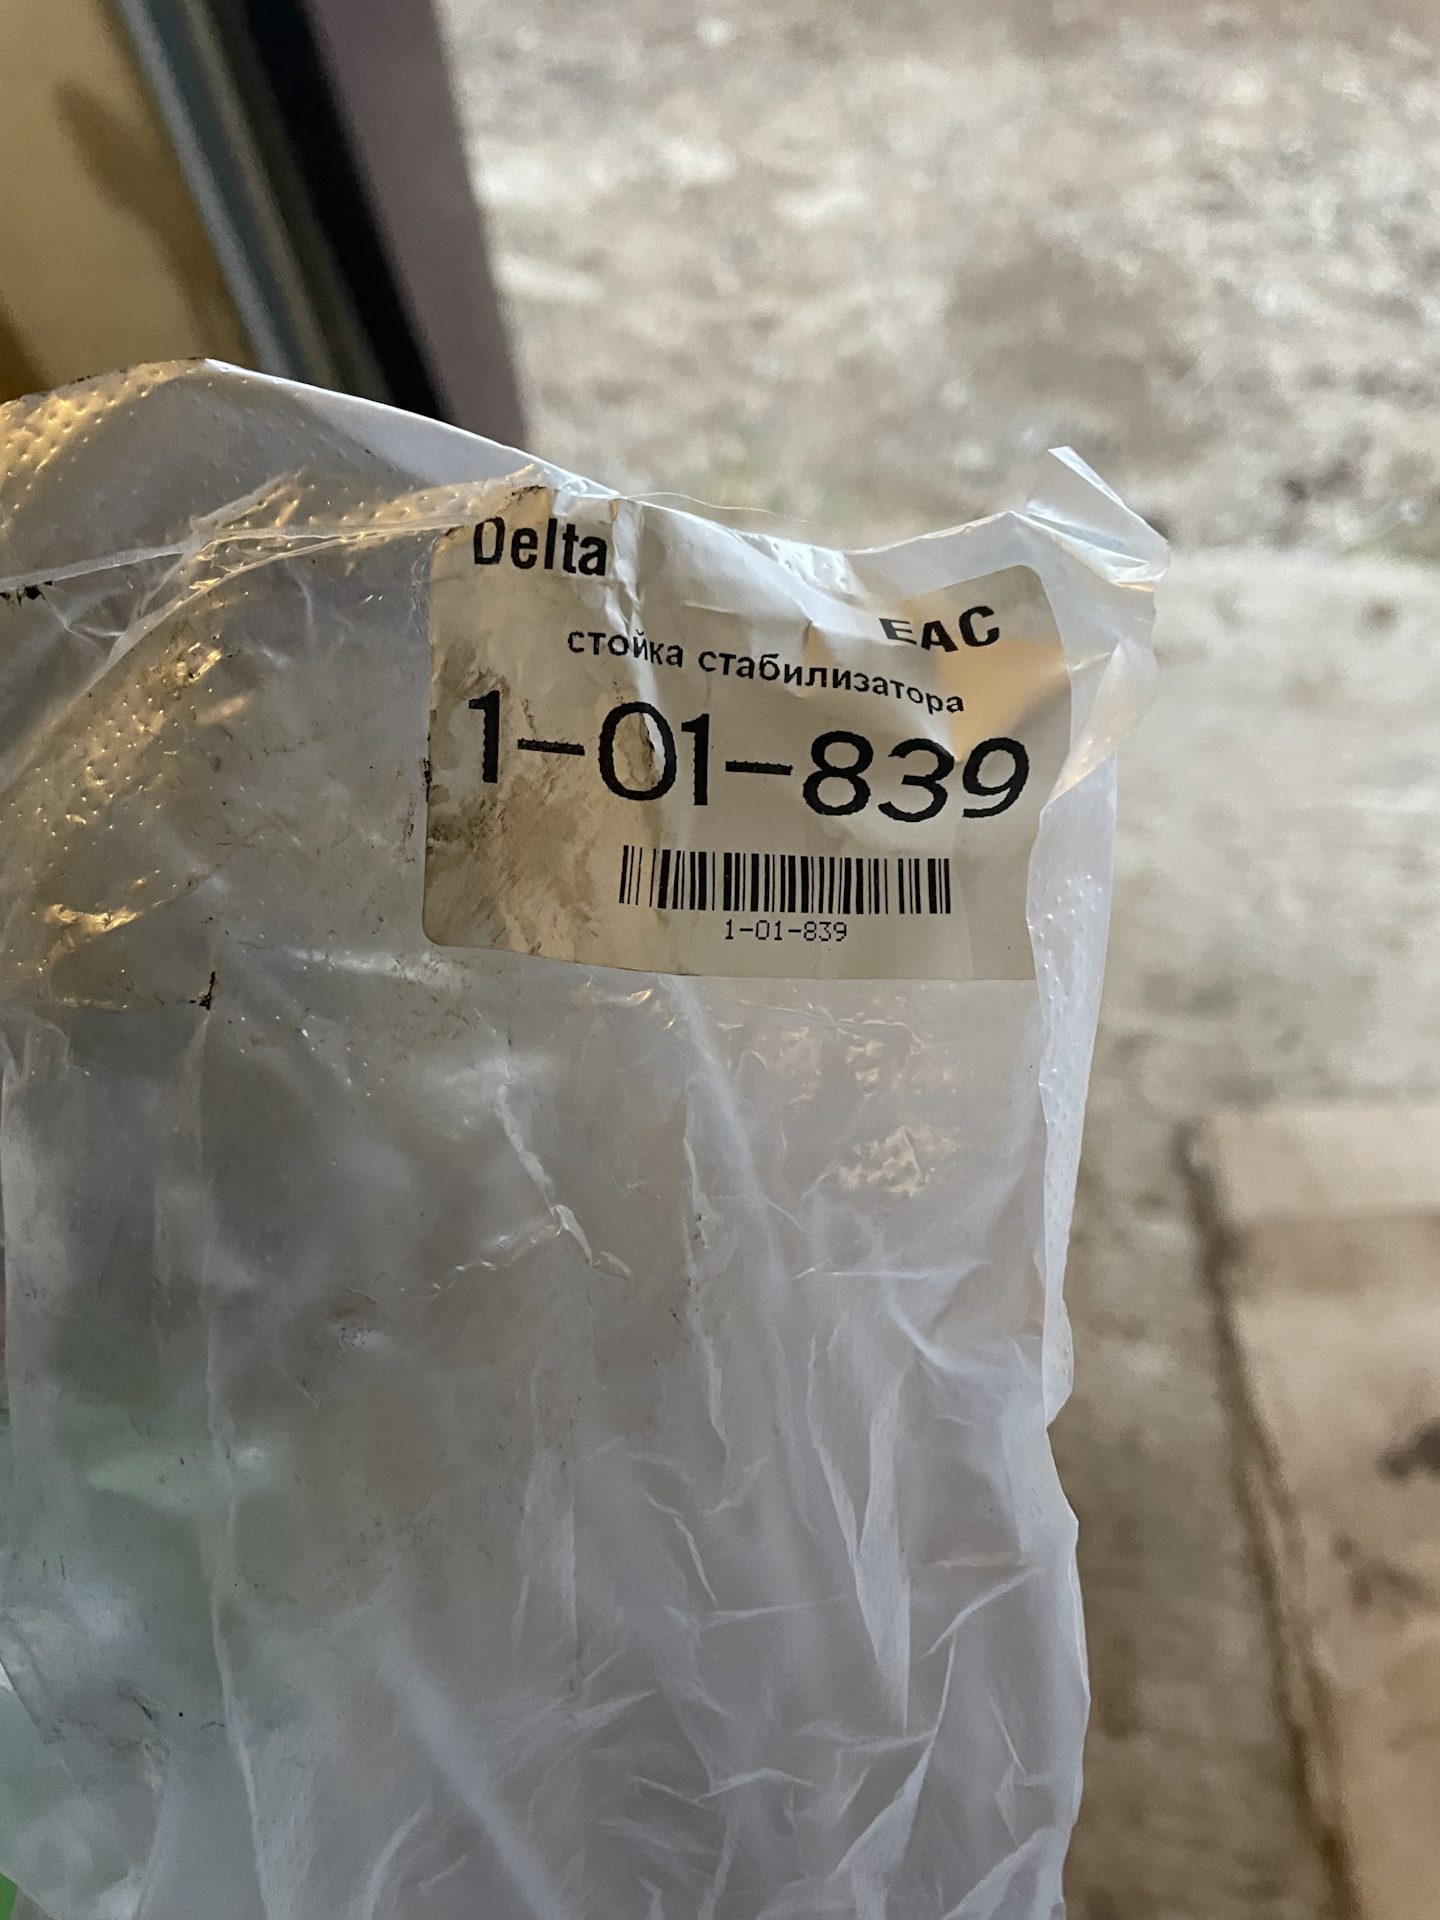 Delta
EAC
стойка стабилизатора
1-01-839
1-01-839